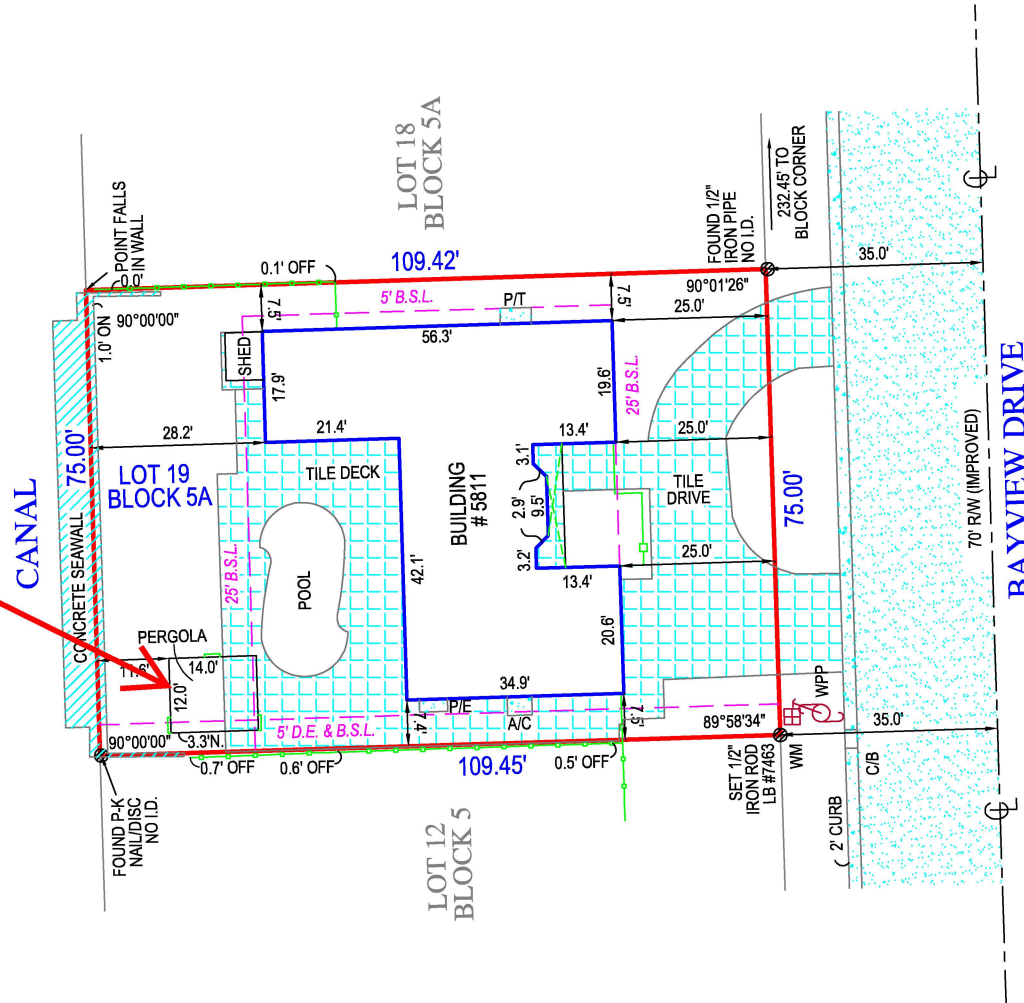 CANAL
75.00'
CONCRETE SEAWALL
1.0' ON
POINT FALLS
0.0' IN WALL
90°00'00"
0.1' OFF
109.42'
LOT 18
BLOCK 5A
5' B.S.L.
P/T
7.5'
SHED
17.9'
56.3'
28.2'
LOT 19
BLOCK 5A
21.4'
TILE DECK
25' B.S.L.
POOL
PERGOLA
11.6'
14.0'
12.0'
3.3'N.
90°00'00"
FOUND P-K
NAIL/DISC
NO I.D.
5' D.E. & B.S.L.
0.7' OFF
0.6' OFF
109.45'
0.5' OFF
LOT 12
BLOCK 5
7.4'
42.1'
34.9'
P/E
A/C
7.5'
BUILDING
# 5811
3.1'
2.9'
9.5'
3.2'
13.4'
13.4'
19.6'
20.6'
7.5'
25.0'
25' B.S.L.
25.0'
25.0'
TILE
DRIVE
75.00'
90°01'26"
89°58'34"
FOUND 1/2"
IRON PIPE
NO I.D.
232.45' TO
BLOCK CORNER
SET 1/2"
IRON ROD
LB #7463
WM
WPP
35.0'
35.0'
C/B
2' CURB
70' R/W (IMPROVED)
BAYVIEW DRIVE